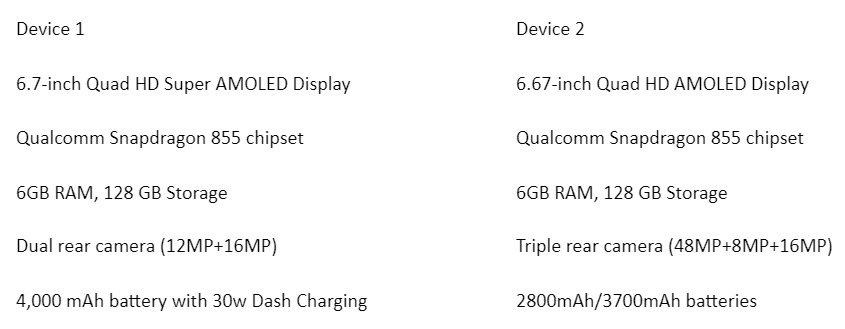 Device 1
6.7-inch Quad HD Super AMOLED Display
Qualcomm Snapdragon 855 chipset
6GB RAM, 128 GB Storage
Dual rear camera (12MP+16MP)
4,000 mAh battery with 30w Dash Charging
Device 2
6.67-inch Quad HD AMOLED Display
Qualcomm Snapdragon 855 chipset
6GB RAM, 128 GB Storage
Triple rear camera (48MP+8MP+16MP)
2800mAh/3700mAh batteries